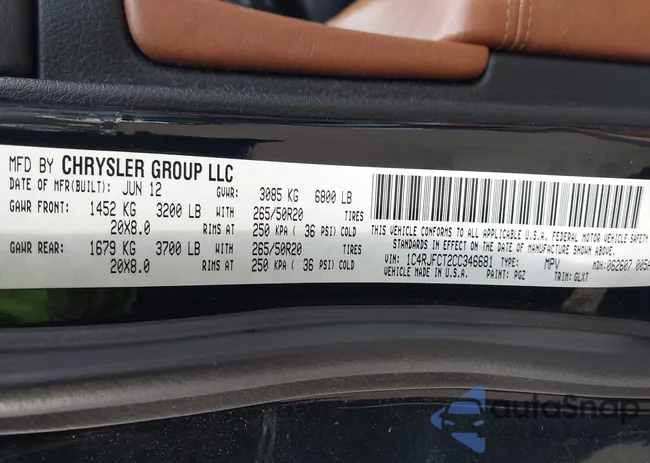 MFD BY CHRYSLER GROUP LLC
DATE OF MFR(BUILT): JUN 12 GVWR: 3085 KG 6800 LB
GAWR FRONT: 1452 KG 3200 LB WITH 265/50R20 TIRES
20X8.0 RIMS AT 250 KPA ( 36 PSI) COLD
GAWR REAR: 1679 KG 3700 LB WITH 265/50R20 TIRES
20X8.0 RIMS AT 250 KPA ( 36 PSI) COLD
THIS VEHICLE CONFORMS TO ALL APPLICABLE U.S.A. FEDERAL MOTOR VEHICLE SAFETY
STANDARDS IN EFFECT ON THE DATE OF MANUFACTURE SHOWN ABOVE.
VIN: 1C4RJFCT2CC346681 TYPE: MPV MDH: 062607 005A
VEHICLE MADE IN U.S.A. PAINT: PGZ TRIM: GLXT
autoSnap